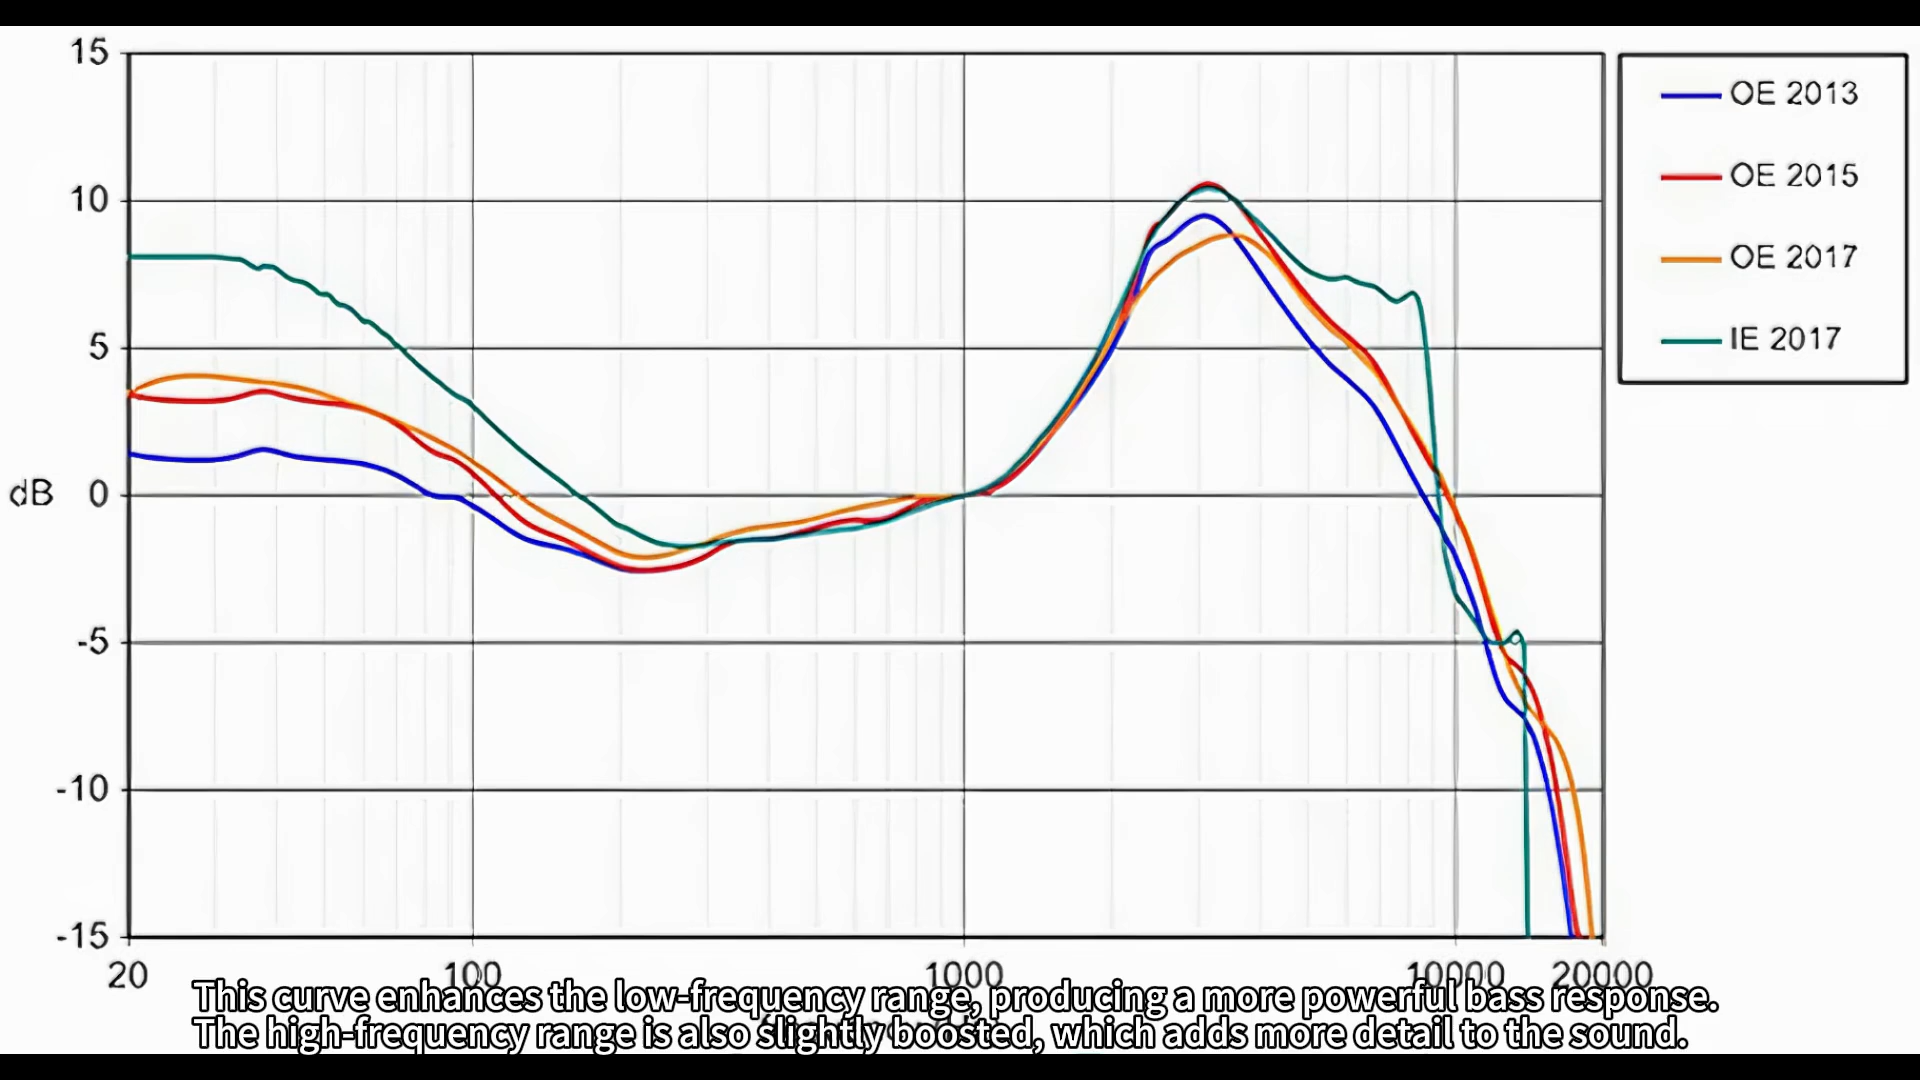 15
10
5
dB 0
-5
-10
-15
20 100 1000 10000 20000
OE 2013
OE 2015
OE 2017
IE 2017
This curve enhances the low-frequency range, producing a more powerful bass response.
The high-frequency range is also slightly boosted, which adds more detail to the sound.